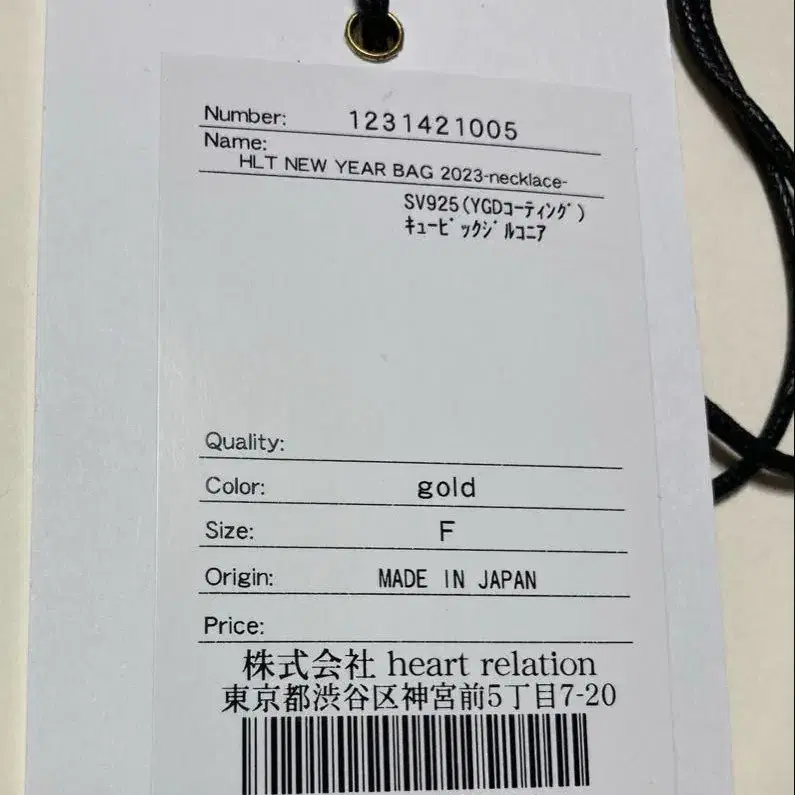 Number: 1231421005
Name:
HLT NEW YEAR BAG 2023-necklace-
SV925(YGDｺｰﾃｨﾝｸﾞ)
ｷｭｰﾋﾞｯｸｼﾞﾙｺﾆｱ
Quality:
Color: gold
Size: F
Origin: MADE IN JAPAN
Price:
株式会社 heart relation
東京都渋谷区神宮前5丁目7-20